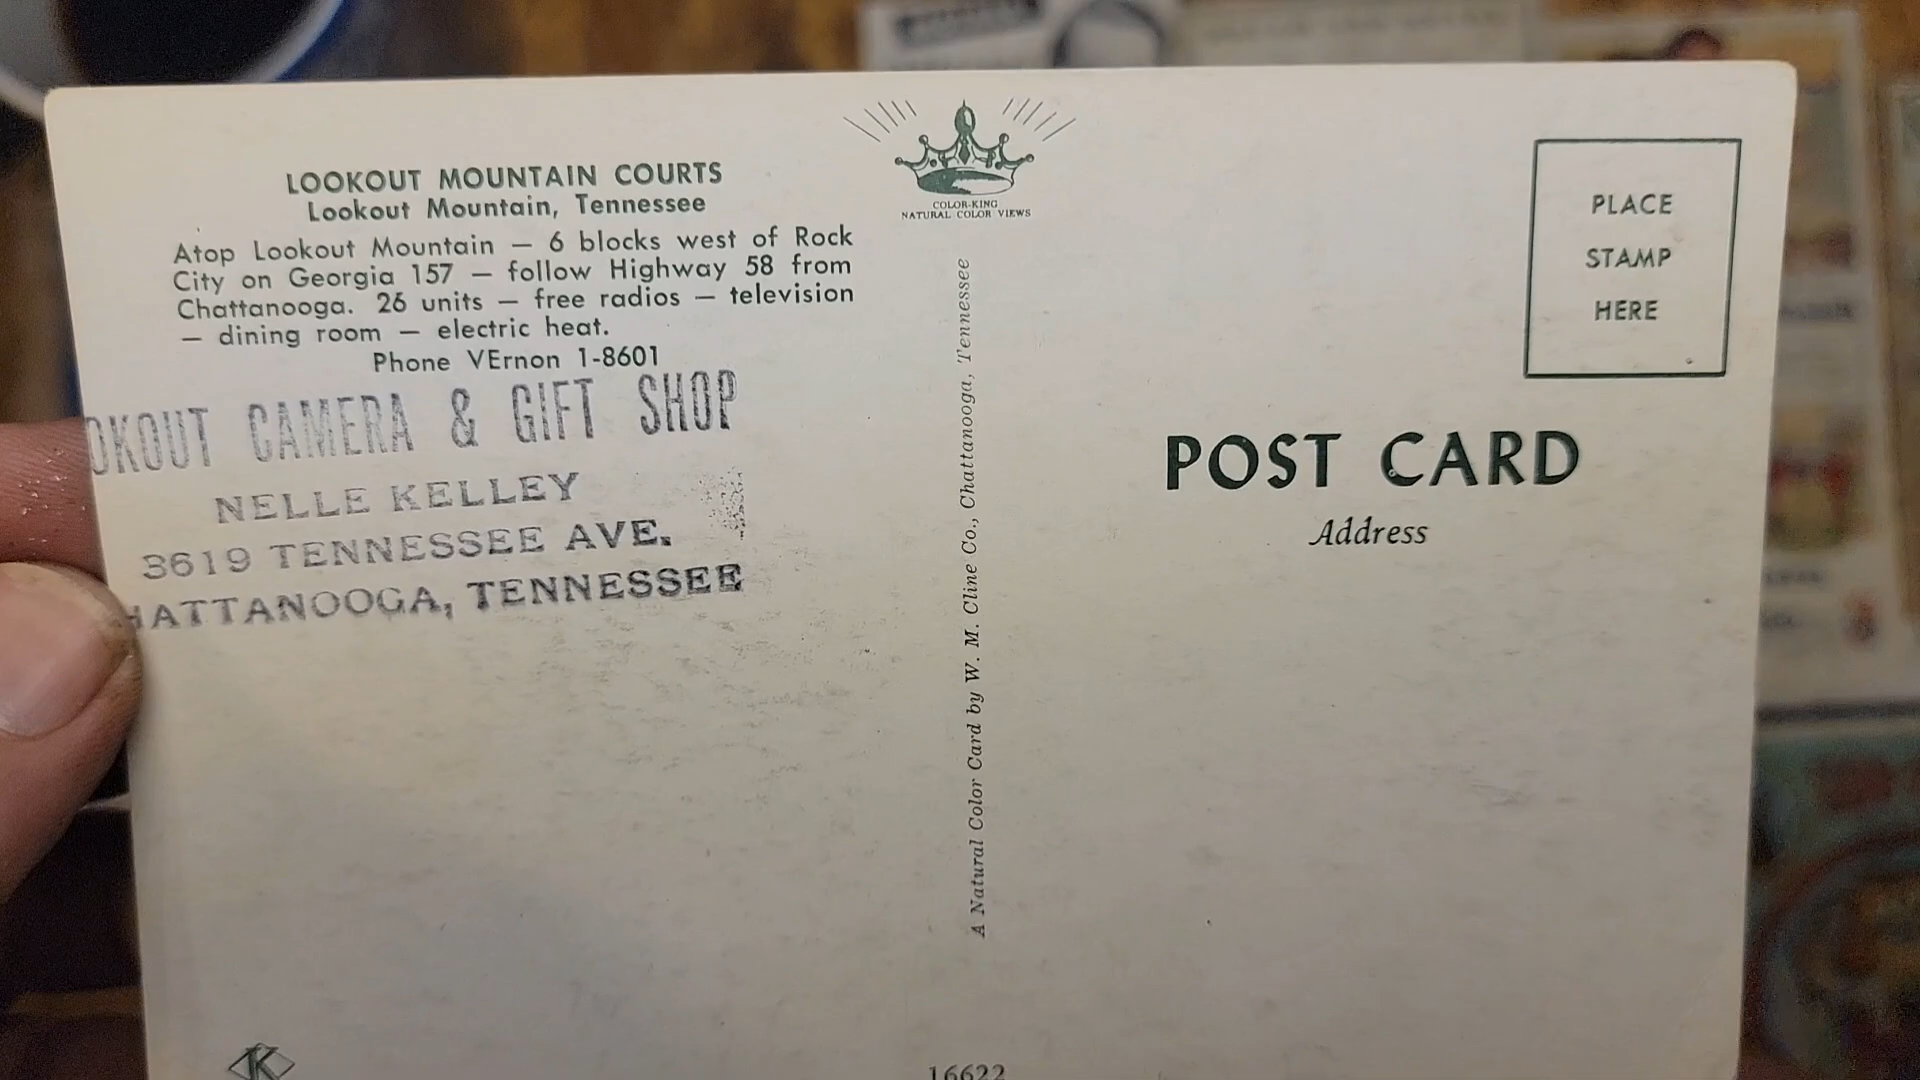 LOOKOUT MOUNTAIN COURTS
Lookout Mountain, Tennessee
Atop Lookout Mountain — 6 blocks west of Rock
City on Georgia 157 — follow Highway 58 from
Chattanooga. 26 units — free radios — television
— dining room — electric heat.
Phone VErnon 1-8601
OKOUT CAMERA & GIFT SHOP
NELLE KELLEY
3619 TENNESSEE AVE.
HATTANOOGA, TENNESSEE
K
COLOR-KING
NATURAL COLOR VIEWS
A Natural Color Card by W. M. Cline Co., Chattanooga, Tennessee
16622
PLACE
STAMP
HERE
POST CARD
Address